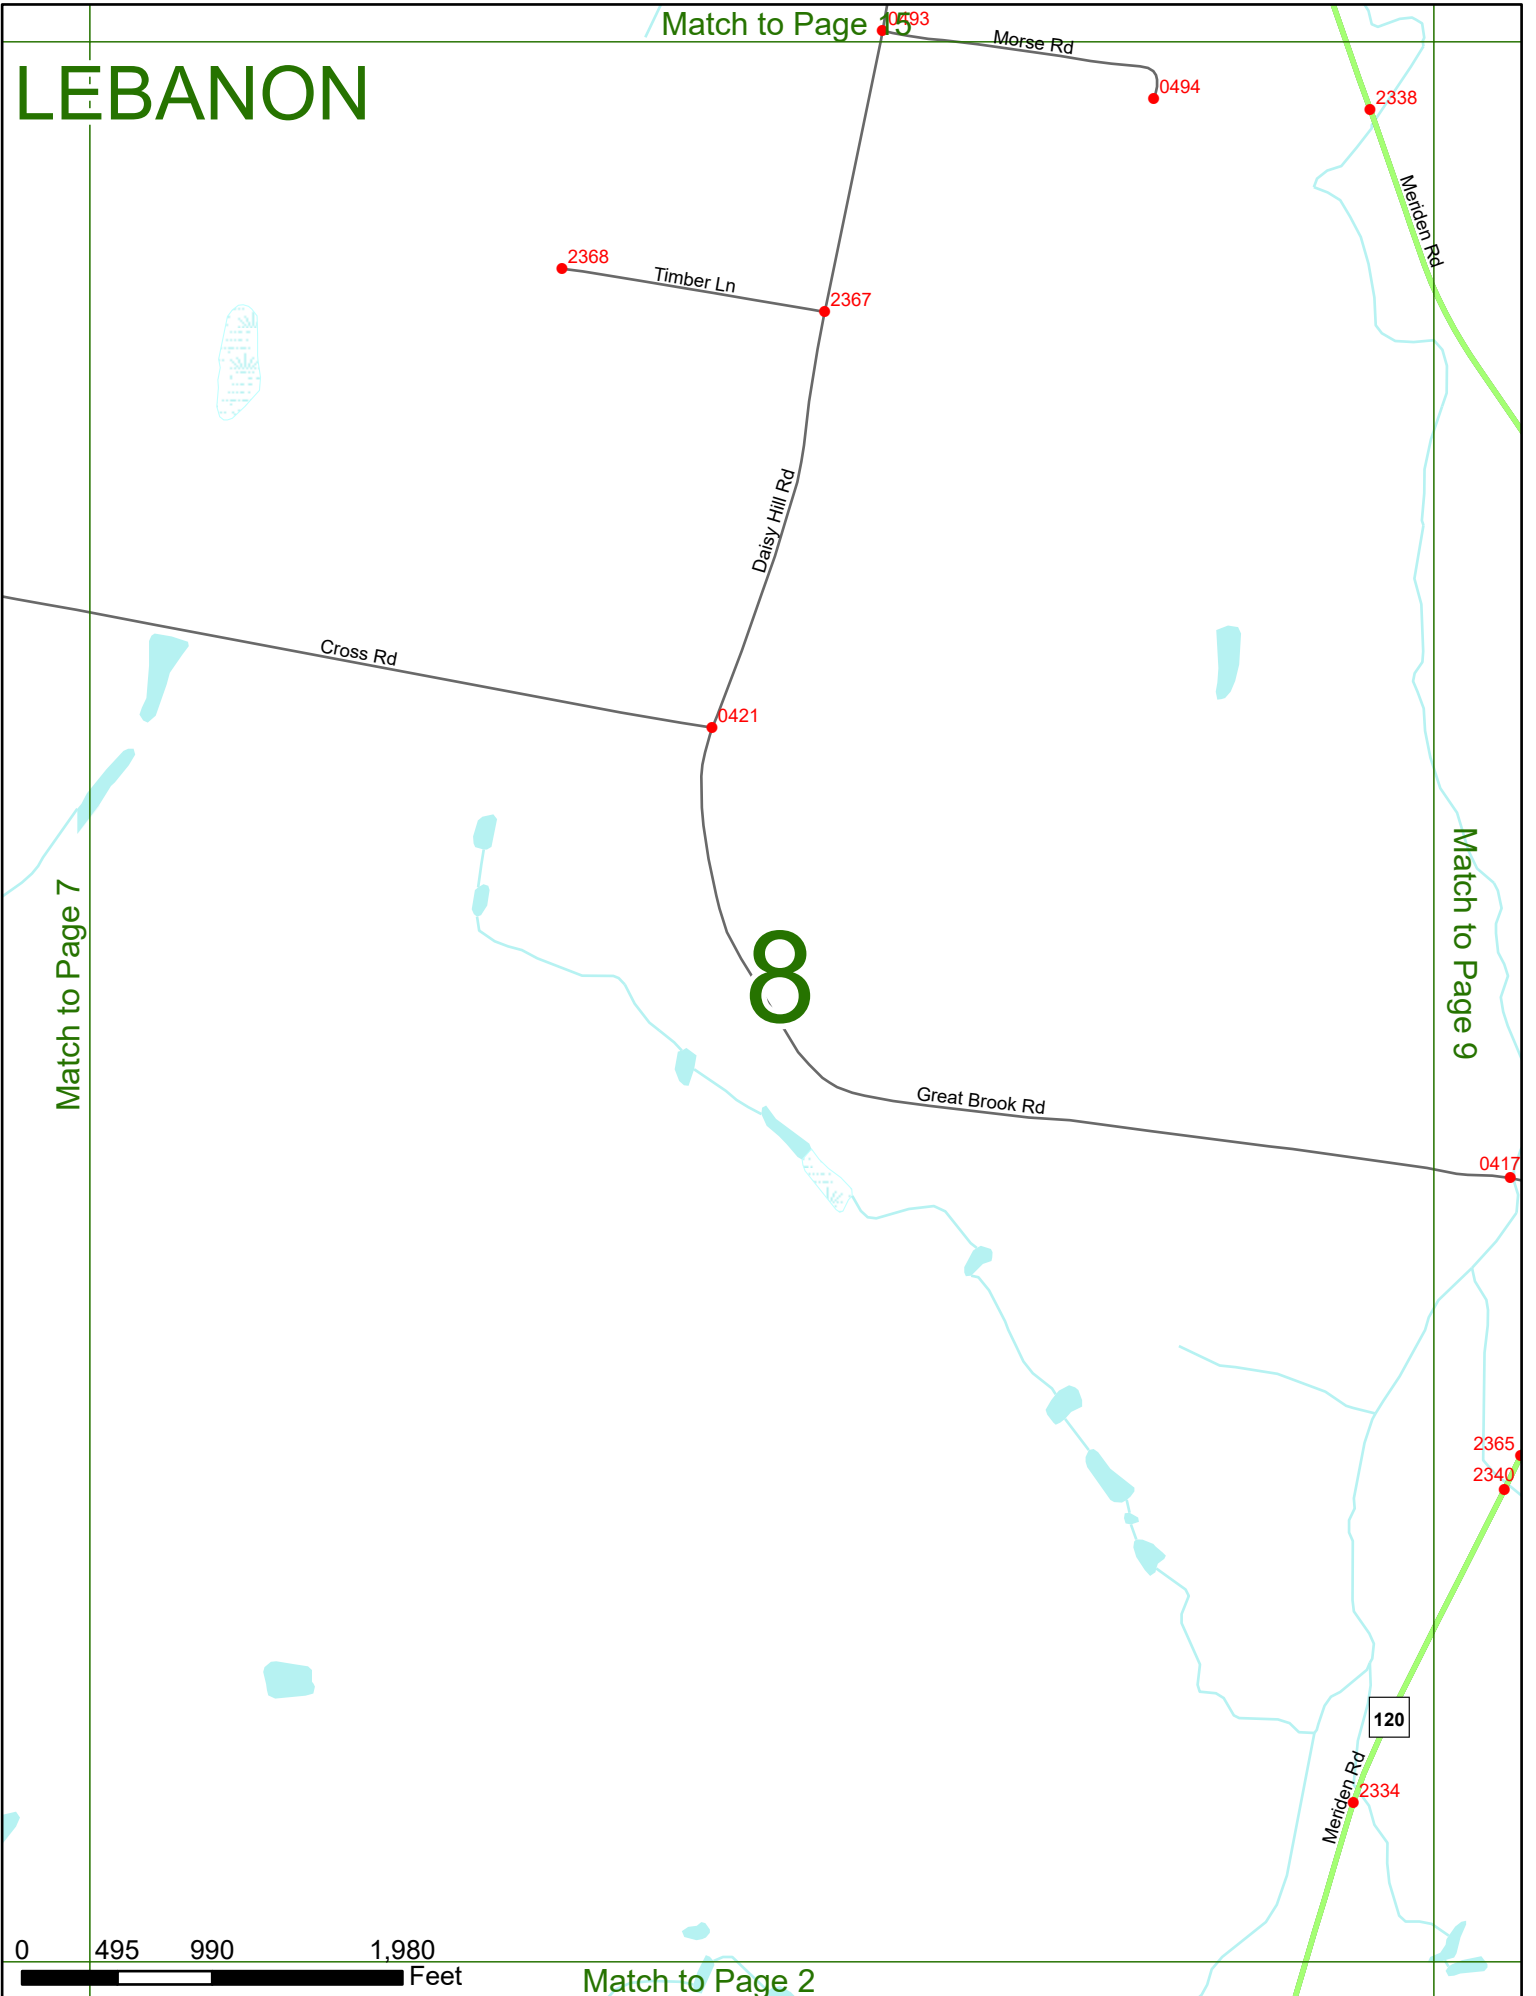 Match to Page 15
0493
Morse Rd
LEBANON
0494
2338
Meriden Rd
2368
Timber Ln
2367
Daisy Hill Rd
Cross Rd
0421
Match to Page 7
Match to Page 9
8
Great Brook Rd
0417
2365
2340
120
Meriden Rd
2334
0 495 990 1,980
Feet
Match to Page 2